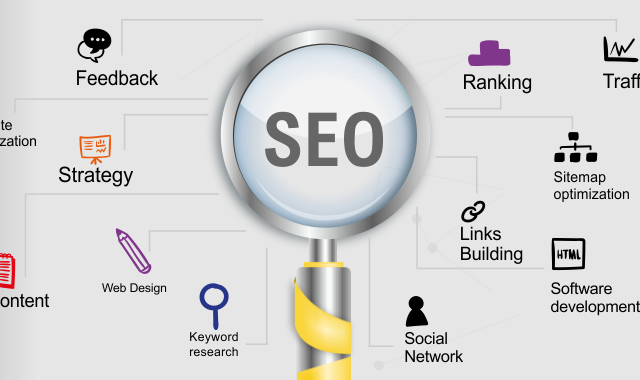 Feedback
Ranking
Traff
te
zation
SEO
Strategy
Sitemap
optimization
Links
Building
HTML
Web Design
ontent
Software
development
Keyword
research
Social
Network